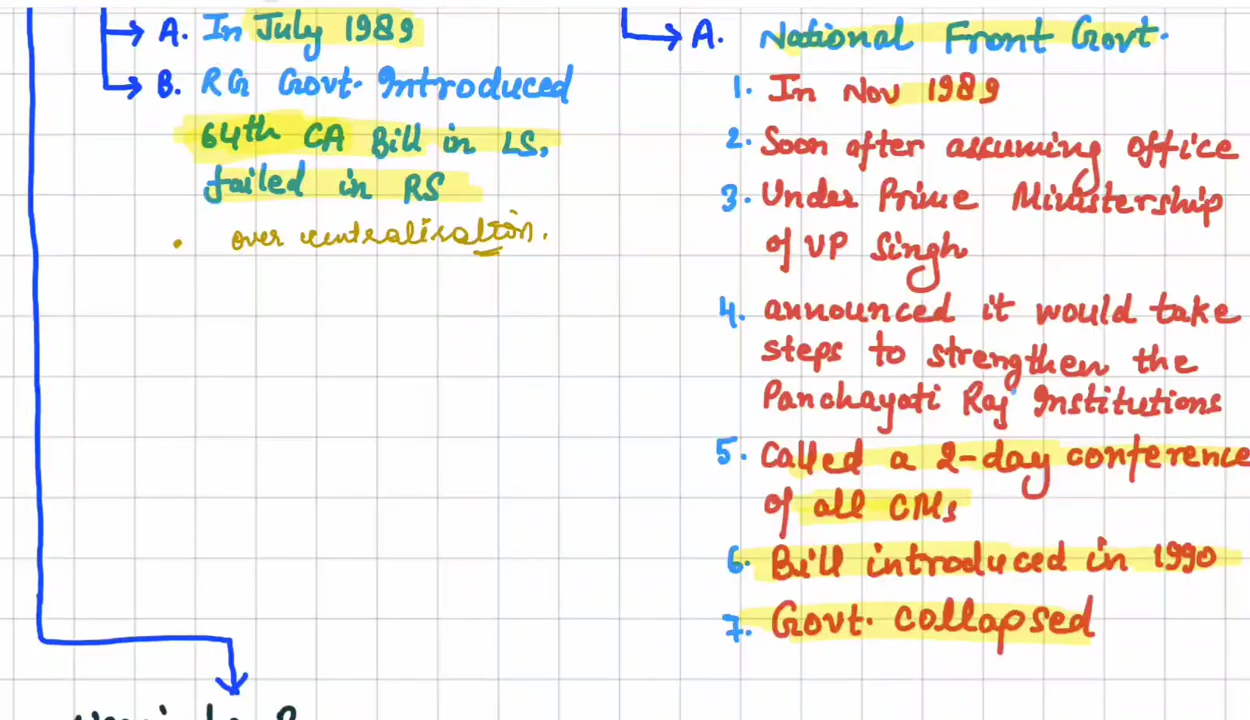 A. In July 1989
B. RG Govt. Introduced
64th CA Bill in LS,
failed in RS
• over centralisation.
A. National Front Govt.
1. In Nov 1989
2. Soon after assuming office
3. Under Prime Ministership
of VP Singh
4. announced it would take
steps to strengthen the
Panchayati Raj Institutions
5. Called a 2-day conference
of all CMs
6. Bill introduced in 1990
7. Govt. collapsed